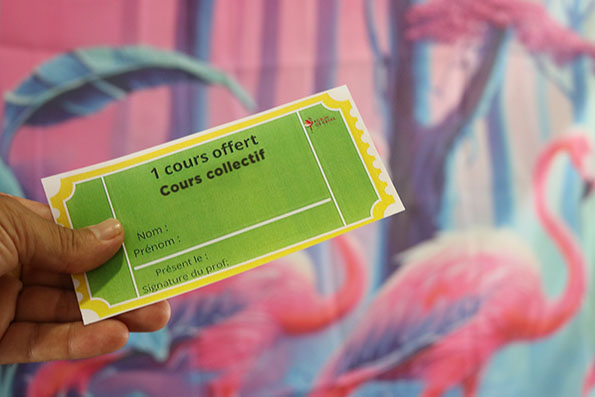 1 cours offert
Cours collectif
Nom :
Prénom :
Présent le :
Signature du prof: